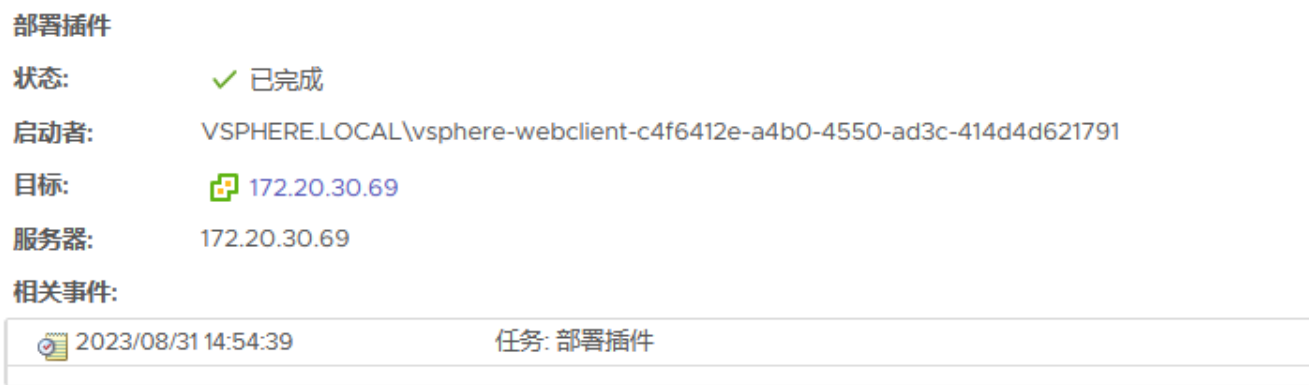 部署插件
状态: 已完成
启动者: VSPHERE.LOCAL\vsphere-webclient-c4f6412e-a4b0-4550-ad3c-414d4d621791
目标: 172.20.30.69
服务器: 172.20.30.69
相关事件:
2023/08/31 14:54:39 任务: 部署插件